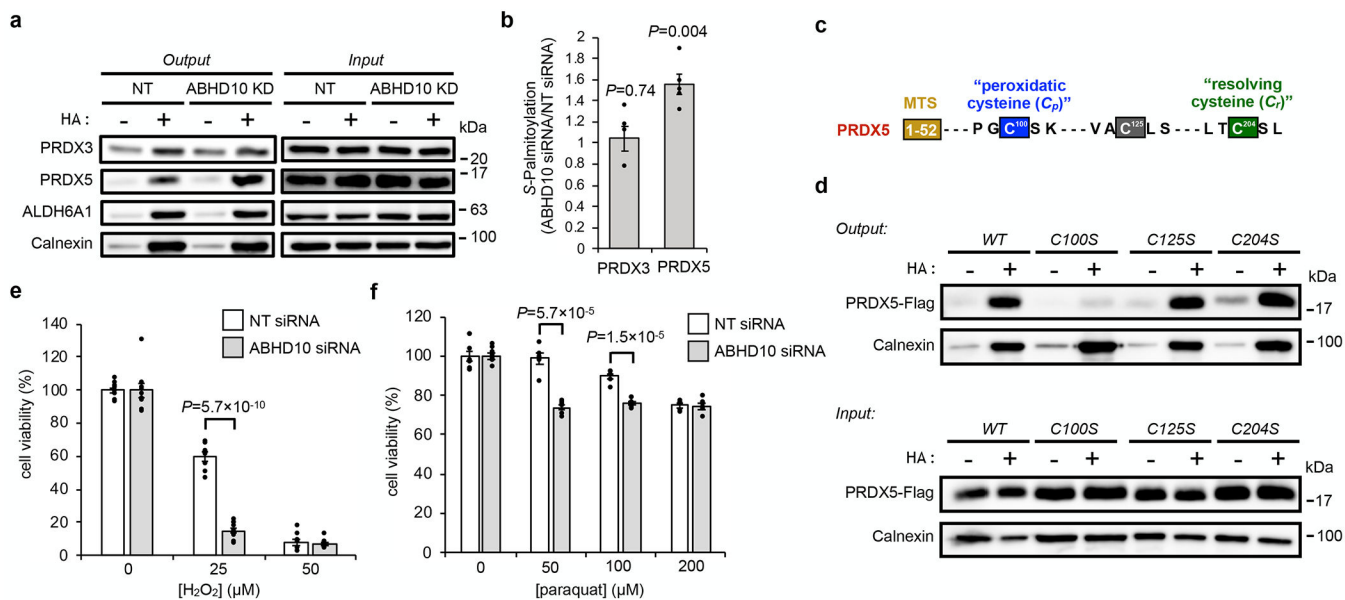 a
Output
Input
NT
ABHD10 KD
NT
ABHD10 KD
HA :
-
+
-
+
-
+
-
+
kDa
PRDX3
20
PRDX5
17
ALDH6A1
63
Calnexin
100
b
S-Palmitoylation
(ABHD10 siRNA/NT siRNA)
2
1.8
1.6
1.4
1.2
1
0.8
0.6
0.4
0.2
0
P=0.74
P=0.004
PRDX3
PRDX5
c
MTS
"peroxidatic
cysteine (Cp)"
"resolving
cysteine (Cr)"
PRDX5 1-52 ---PG C100 SK---VA C125 LS---LT C204 SL
d
Output:
WT
C100S
C125S
C204S
HA :
-
+
-
+
-
+
-
+
kDa
PRDX5-Flag
17
Calnexin
100
Input:
WT
C100S
C125S
C204S
HA :
-
+
-
+
-
+
-
+
kDa
PRDX5-Flag
17
Calnexin
100
e
cell viability (%)
140
120
100
80
60
40
20
0
NT siRNA
ABHD10 siRNA
P=5.7×10-10
0
25
50
[H2O2] (µM)
f
cell viability (%)
120
100
80
60
40
20
0
P=5.7×10-5
P=1.5×10-5
NT siRNA
ABHD10 siRNA
0
50
100
200
[paraquat] (µM)